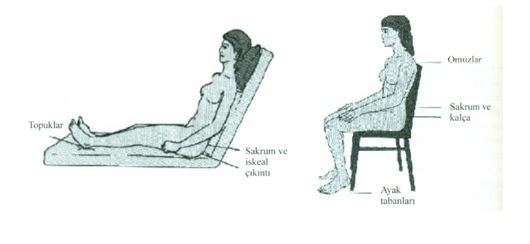 Topuklar
Sakrum ve
iskeal
çıkıntı
Omuzlar
Sakrum ve
kalça
Ayak
tabanları